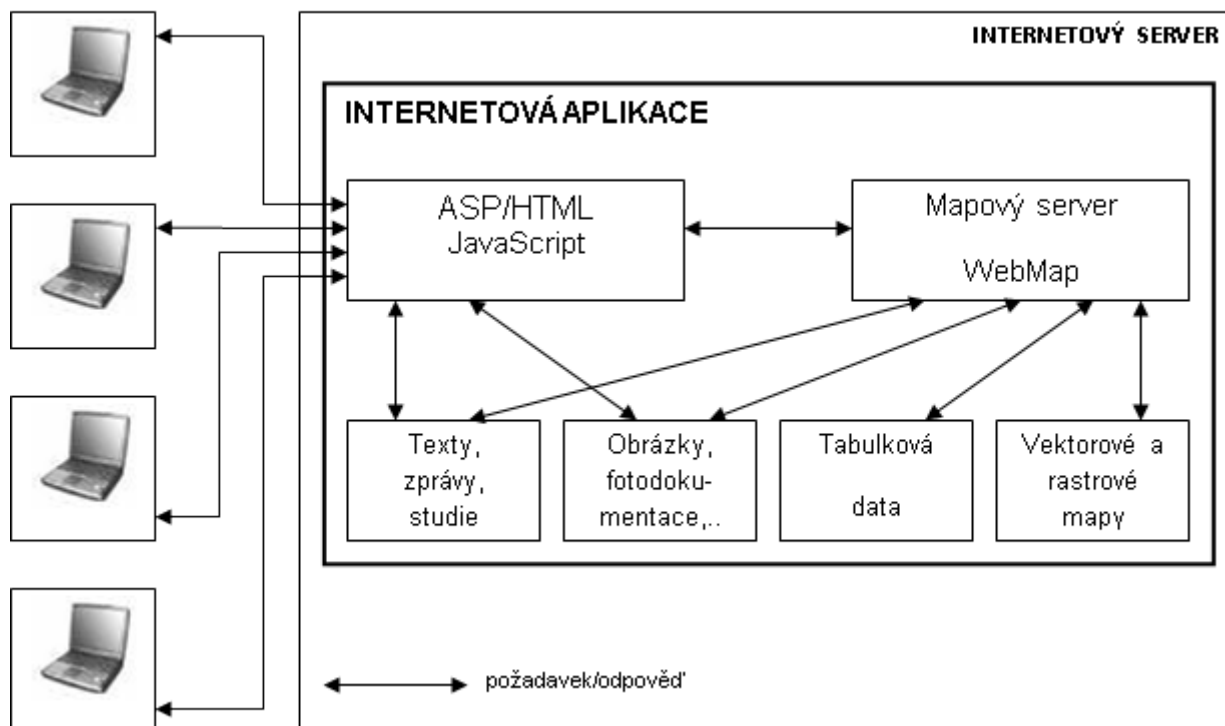 INTERNETOVÝ SERVER
INTERNETOVÁ APLIKACE
ASP/HTML
JavaScript
Mapový server
WebMap
Texty,
zprávy,
studie
Obrázky,
fotodoku-
mentace,..
Tabulková
data
Vektorové a
rastrové
mapy
požadavek/odpověď